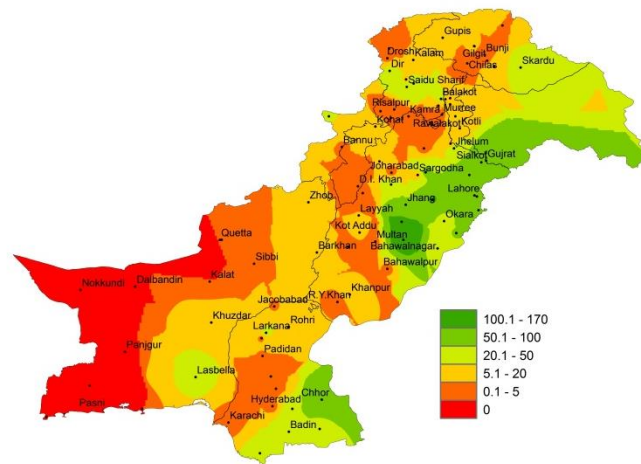 Gupis
Drosh
Kalam
Gilgit
Bunji
Chilas
Skardu
Dir
Saidu Sharif
Balakot
Risalpur
Kamra
Murree
Kohat
Rawalakot
Kotli
Bannu
Jhelum
Sialkot
Gujrat
Joharabad
Sargodha
D.I. Khan
Lahore
Zhob
Layyah
Jhang
Okara
Kot Addu
Quetta
Multan
Barkhan
Bahawalnagar
Sibbi
Bahawalpur
Nokkundi
Dalbandin
Kalat
Khanpur
R.Y.Khan
Jacobabad
Khuzdar
Larkana
Rohri
Panjgur
Padidan
Lasbella
Pasni
Hyderabad
Chhor
Karachi
Badin
100.1 - 170
50.1 - 100
20.1 - 50
5.1 - 20
0.1 - 5
0